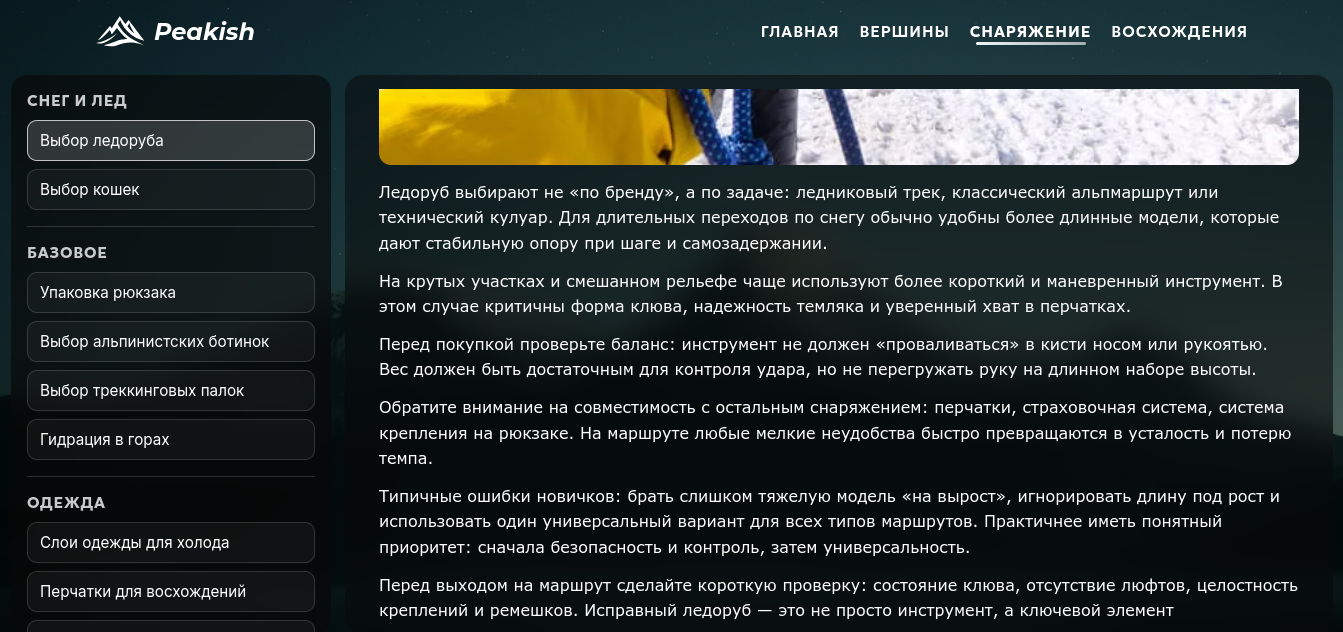 Peakish
ГЛАВНАЯ ВЕРШИНЫ СНАРЯЖЕНИЕ ВОСХОЖДЕНИЯ
СНЕГ И ЛЕД
Выбор ледоруба
Выбор кошек
БАЗОВОЕ
Упаковка рюкзака
Выбор альпинистских ботинок
Выбор треккинговых палок
Гидрация в горах
ОДЕЖДА
Слои одежды для холода
Перчатки для восхождений
Ледоруб выбирают не «по бренду», а по задаче: ледниковый трек, классический альпмаршрут или
технический кулуар. Для длительных переходов по снегу обычно удобны более длинные модели, которые
дают стабильную опору при шаге и самозадержании.
На крутых участках и смешанном рельефе чаще используют более короткий и маневренный инструмент. В
этом случае критичны форма клюва, надежность темляка и уверенный хват в перчатках.
Перед покупкой проверьте баланс: инструмент не должен «проваливаться» в кисти носом или рукоятью.
Вес должен быть достаточным для контроля удара, но не перегружать руку на длинном наборе высоты.
Обратите внимание на совместимость с остальным снаряжением: перчатки, страховочная система, система
крепления на рюкзаке. На маршруте любые мелкие неудобства быстро превращаются в усталость и потерю
темпа.
Типичные ошибки новичков: брать слишком тяжелую модель «на вырост», игнорировать длину под рост и
использовать один универсальный вариант для всех типов маршрутов. Практичнее иметь понятный
приоритет: сначала безопасность и контроль, затем универсальность.
Перед выходом на маршрут сделайте короткую проверку: состояние клюва, отсутствие люфтов, целостность
креплений и ремешков. Исправный ледоруб — это не просто инструмент, а ключевой элемент